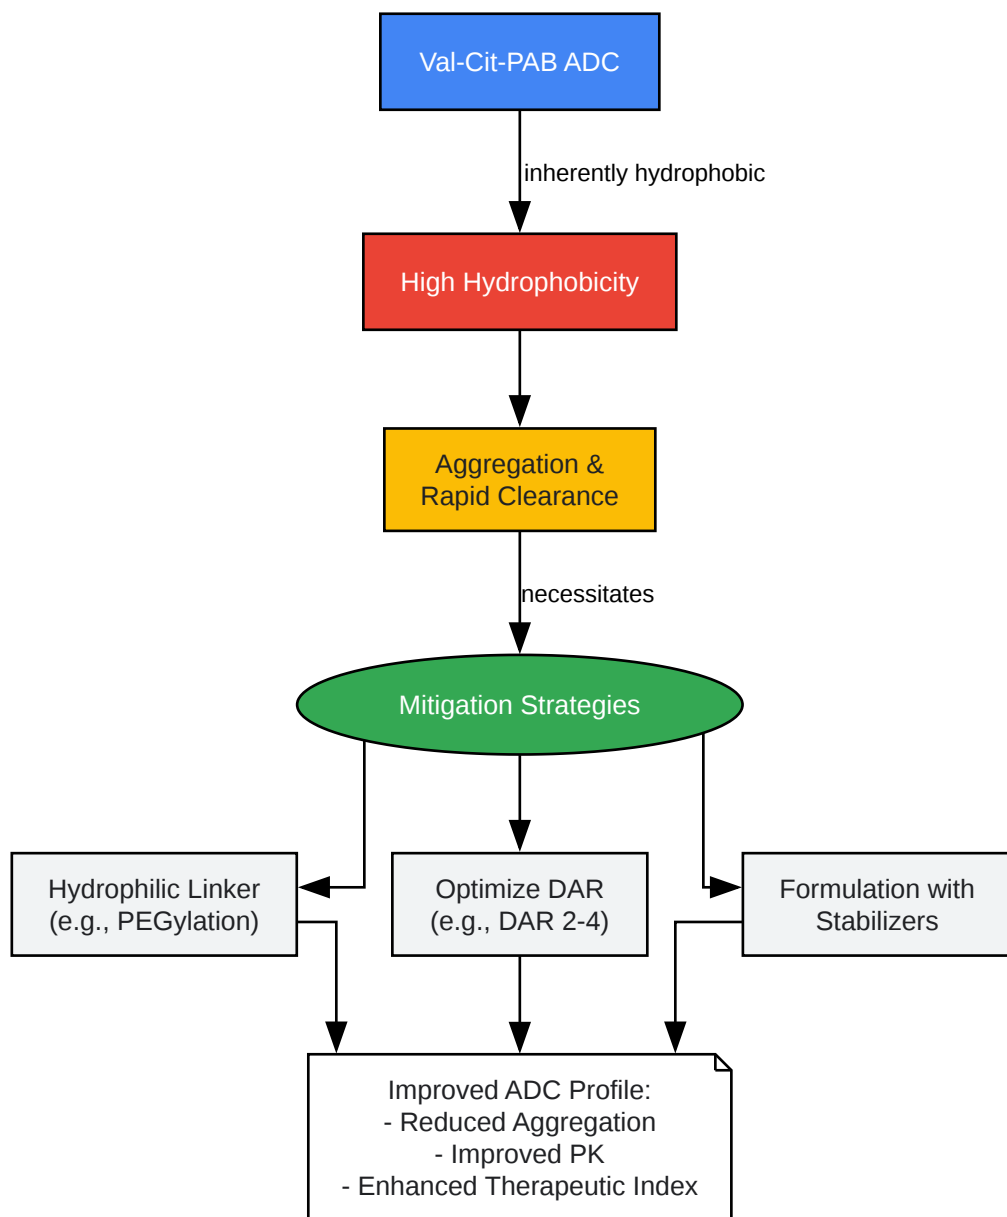 Val-Cit-PAB ADC
inherently hydrophobic
High Hydrophobicity
Aggregation &
Rapid Clearance
necessitates
Mitigation Strategies
Hydrophilic Linker
(e.g., PEGylation)
Optimize DAR
(e.g., DAR 2-4)
Formulation with
Stabilizers
Improved ADC Profile:
- Reduced Aggregation
- Improved PK
- Enhanced Therapeutic Index